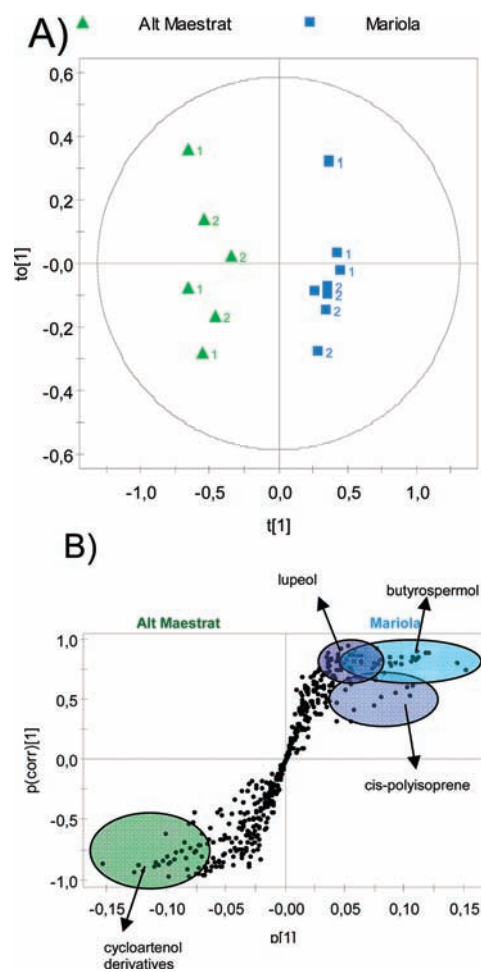 A)
Alt Maestrat Mariola
0,6
0,4
0,2
-0,0
-0,2
-0,4
-0,6
to[1]
1
2
2
1
2
1
1
1
1
2
2
2
2
-1,0 -0,5 0,0 0,5 1,0
t[1]
B)
lupeol
butyrospermol
Alt Maestrat Mariola
1,0
0,5
0,0
-0,5
-1,0
p(corr)[1]
cis-polyisoprene
-0,15 -0,10 -0,05 -0,00 0,05 0,10 0,15
p[1]
cycloartenol
derivatives